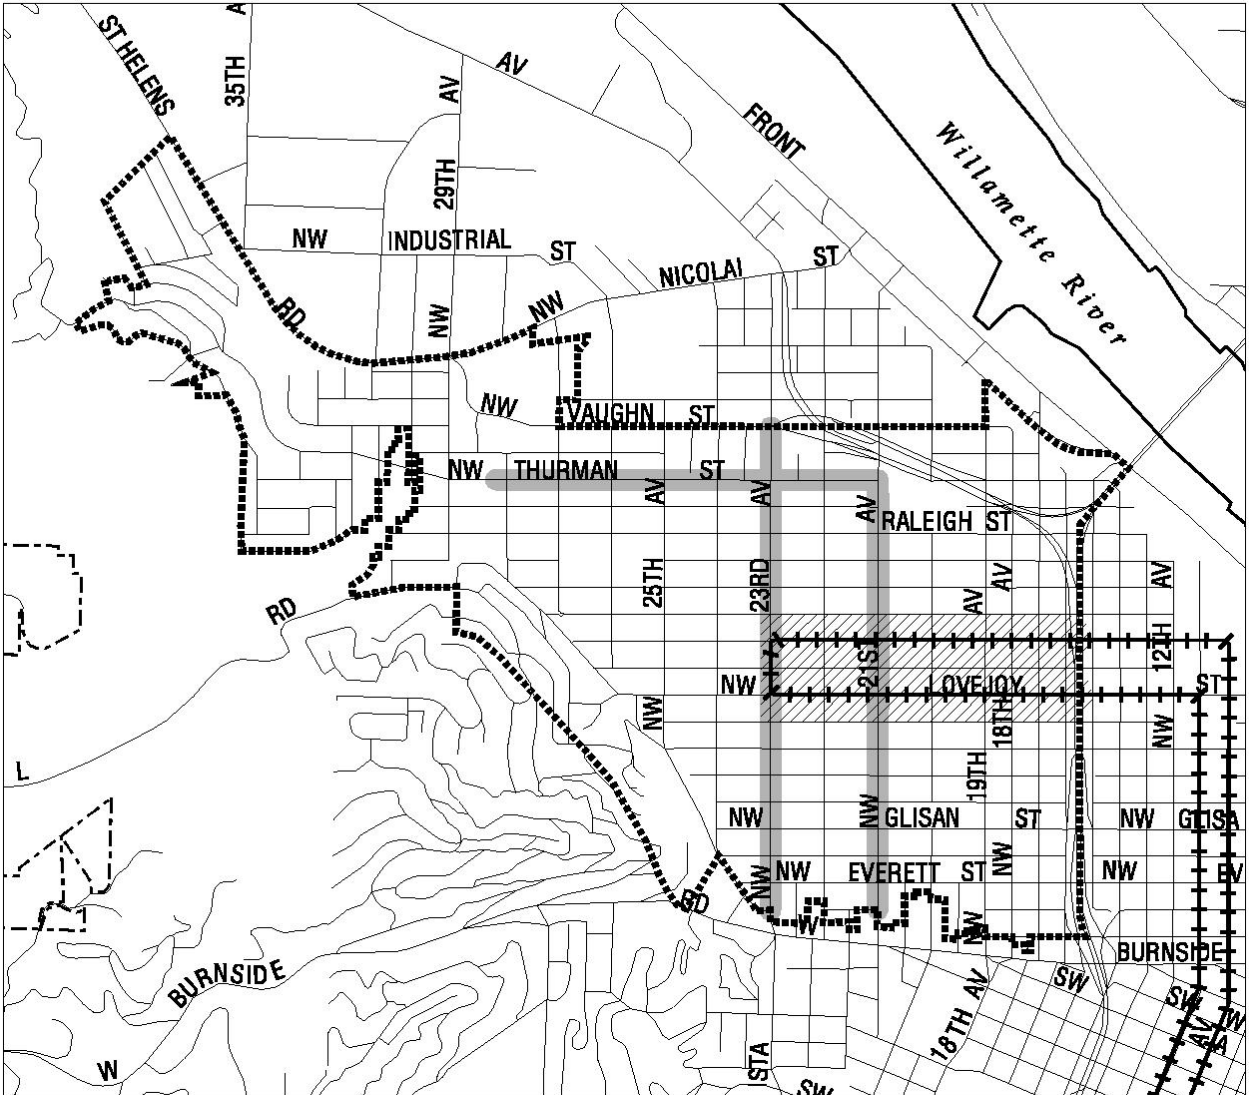 ST HELENS
A
35TH
AV
AV
29TH
FRONT
Willamette River
NW INDUSTRIAL ST
NICOLAI ST
RD
NW
NW
NW
VAUGHN ST
NW THURMAN ST
AV
AV
AV
RALEIGH ST
25TH
23RD
AV
AV
AV
RD
21ST
12TH
NW LOVEJOY ST
NW
18TH
NW
L
19TH
NW
NW GLISAN ST
NW GLISA
NW
NW EVERETT ST
NW
NW EV
RD
W
NW
BURNSIDE
BURNSIDE
SW
AV
18TH
SW
AV
W
STA
SW